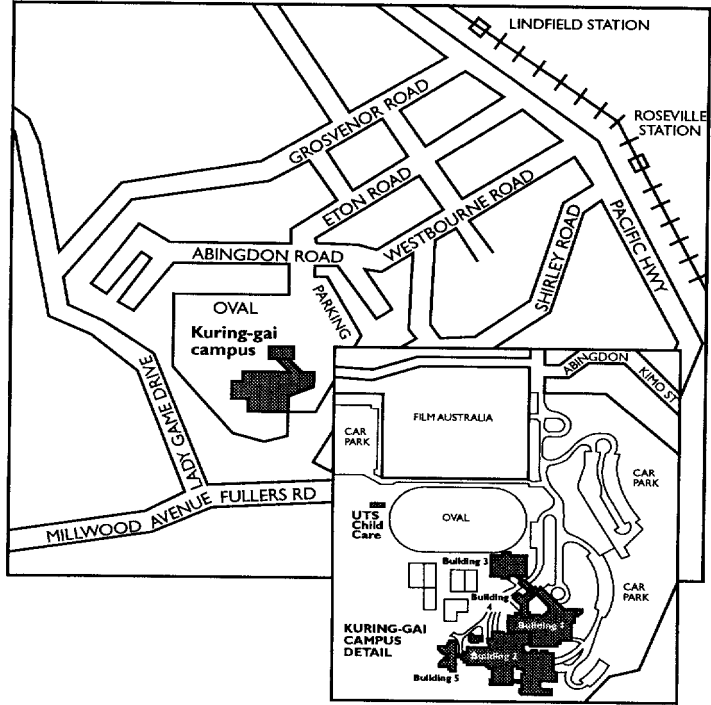 LINDFIELD STATION
ROSEVILLE
STATION
GROSVENOR ROAD
ETON ROAD
WESTBOURNE ROAD
ABINGDON ROAD
SHIRLEY ROAD
PACIFIC HWY
PARKING
OVAL
Kuring-gai
campus
LADY GAME DRIVE
MILLWOOD AVENUE FULLERS RD
ABINGDON
KIMO ST
FILM AUSTRALIA
CAR
PARK
CAR
PARK
OVAL
UTS
Child
Care
Building 3
Building
4
CAR
PARK
Building 1
KURING-GAI
CAMPUS
DETAIL
Building 2
Building 5